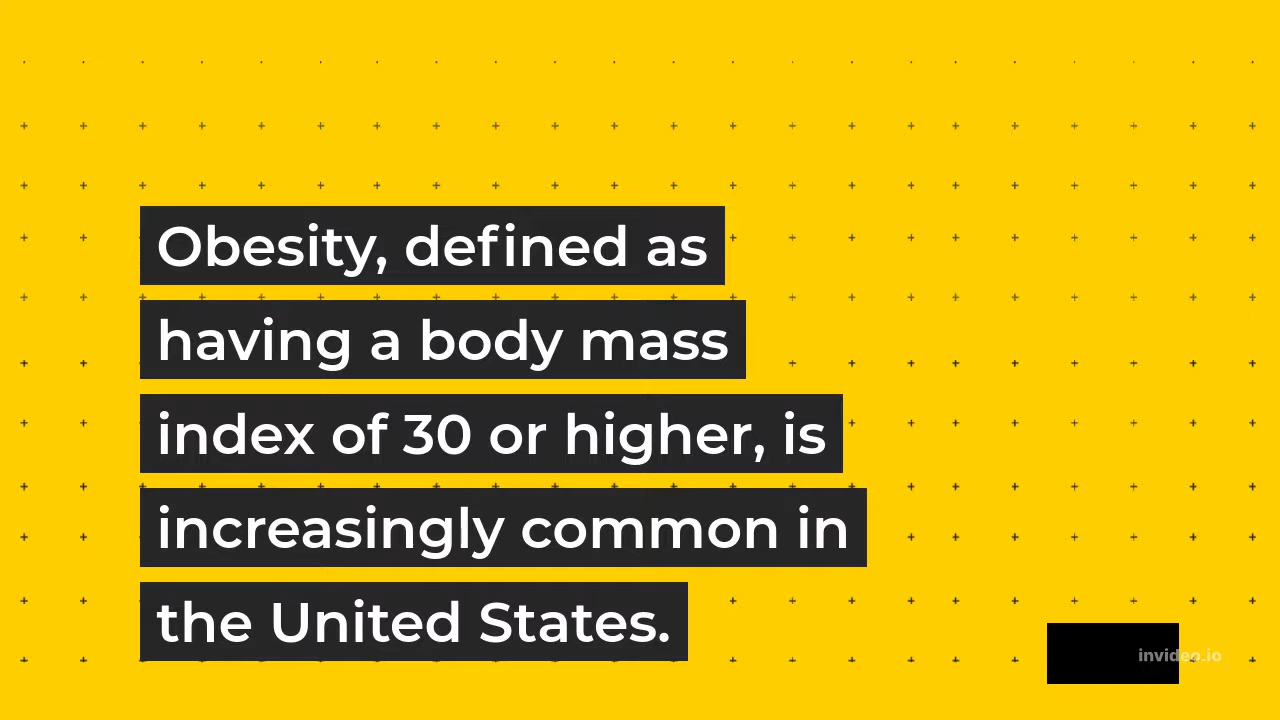 Obesity, defined as
having a body mass
index of 30 or higher, is
increasingly common in
the United States.
invideo.io